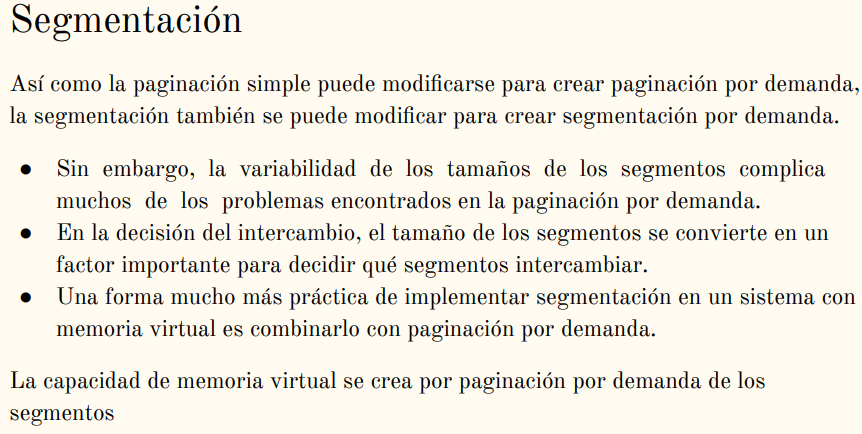 Segmentación
Así como la paginación simple puede modificarse para crear paginación por demanda,
la segmentación también se puede modificar para crear segmentación por demanda.
● Sin embargo, la variabilidad de los tamaños de los segmentos complica
muchos de los problemas encontrados en la paginación por demanda.
● En la decisión del intercambio, el tamaño de los segmentos se convierte en un
factor importante para decidir qué segmentos intercambiar.
● Una forma mucho más práctica de implementar segmentación en un sistema con
memoria virtual es combinarlo con paginación por demanda.
La capacidad de memoria virtual se crea por paginación por demanda de los
segmentos